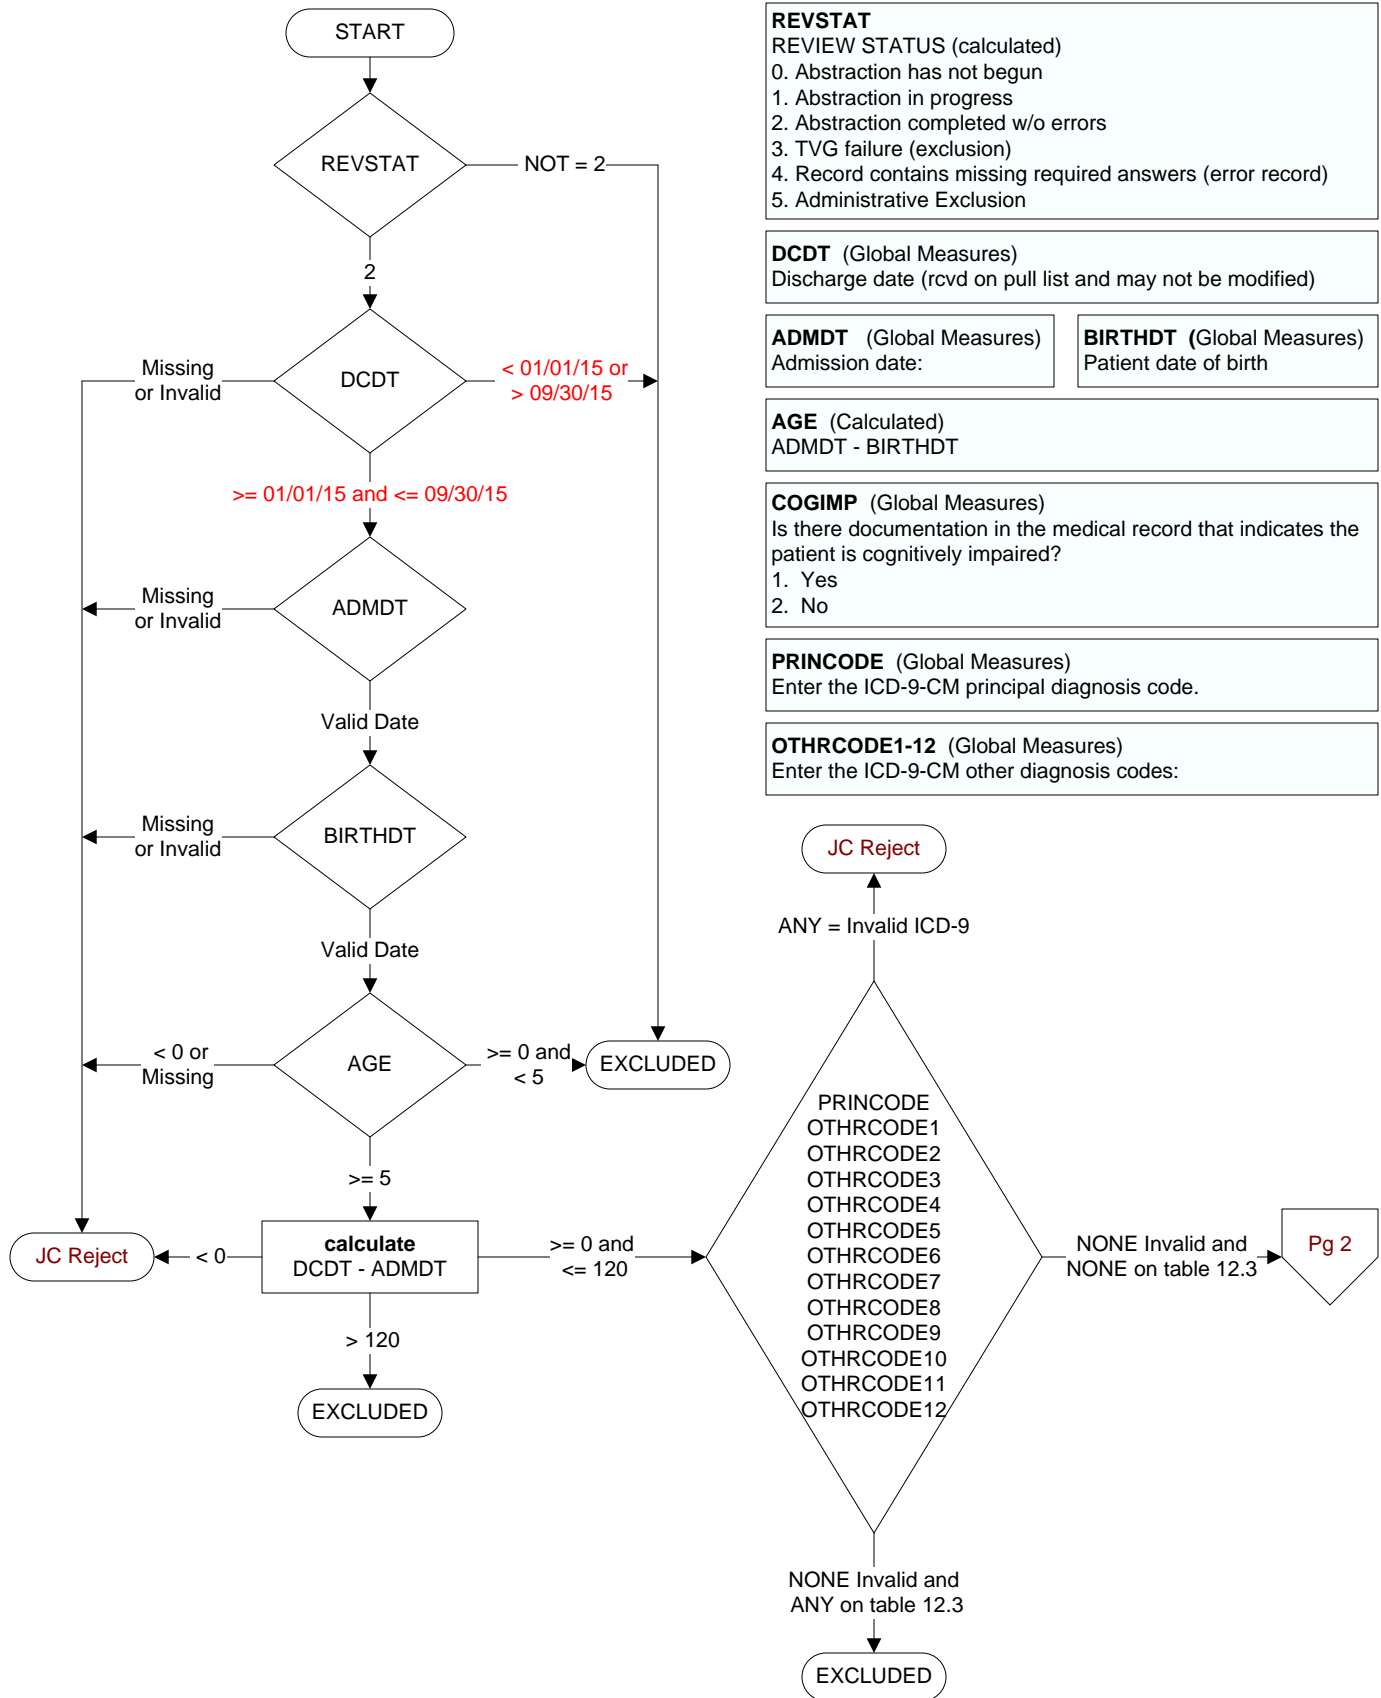 START
REVSTAT
NOT = 2
2
DCDT
Missing
or Invalid
< 01/01/15 or
> 09/30/15
>= 01/01/15 and <= 09/30/15
ADMDT
Missing
or Invalid
Valid Date
BIRTHDT
Missing
or Invalid
Valid Date
AGE
< 0 or
Missing
>= 0 and
< 5
EXCLUDED
>= 5
calculate
DCDT - ADMDT
< 0
JC Reject
>= 0 and
<= 120
> 120
EXCLUDED
REVSTAT
REVIEW STATUS (calculated)
0. Abstraction has not begun
1. Abstraction in progress
2. Abstraction completed w/o errors
3. TVG failure (exclusion)
4. Record contains missing required answers (error record)
5. Administrative Exclusion
DCDT (Global Measures)
Discharge date (rcvd on pull list and may not be modified)
ADMDT (Global Measures)
Admission date:
BIRTHDT (Global Measures)
Patient date of birth
AGE (Calculated)
ADMDT - BIRTHDT
COGIMP (Global Measures)
Is there documentation in the medical record that indicates the
patient is cognitively impaired?
1. Yes
2. No
PRINCODE (Global Measures)
Enter the ICD-9-CM principal diagnosis code.
OTHRCODE1-12 (Global Measures)
Enter the ICD-9-CM other diagnosis codes:
JC Reject
ANY = Invalid ICD-9
PRINCODE
OTHRCODE1
OTHRCODE2
OTHRCODE3
OTHRCODE4
OTHRCODE5
OTHRCODE6
OTHRCODE7
OTHRCODE8
OTHRCODE9
OTHRCODE10
OTHRCODE11
OTHRCODE12
NONE Invalid and
NONE on table 12.3
Pg 2
NONE Invalid and
ANY on table 12.3
EXCLUDED